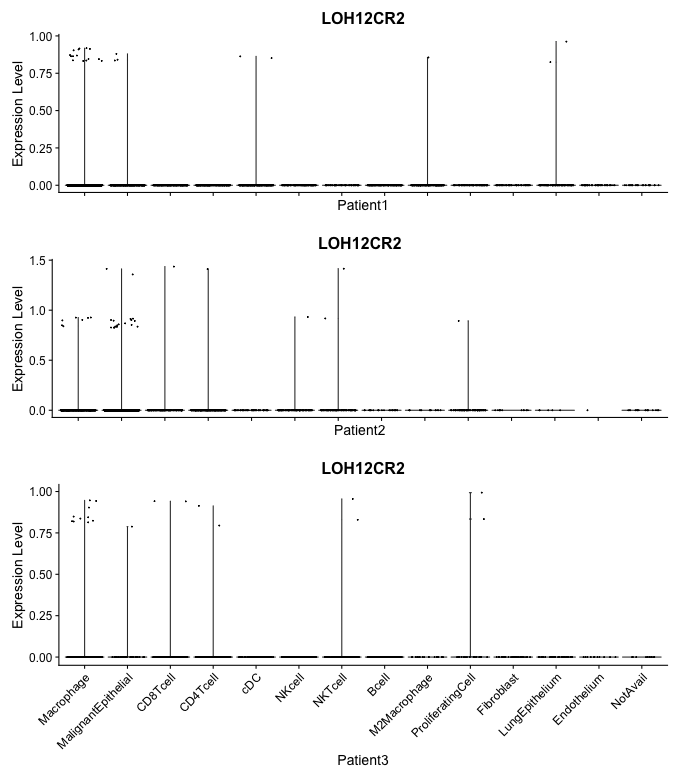 LOH12CR2
Expression Level
1.00
0.75
0.50
0.25
0.00
Patient1
LOH12CR2
Expression Level
1.5
1.0
0.5
0.0
Patient2
LOH12CR2
Expression Level
1.00
0.75
0.50
0.25
0.00
Macrophage
MalignantEpithelial
CD8Tcell
CD4Tcell
cDC
NKcell
NKTcell
Bcell
M2Macrophage
ProliferatingCell
Fibroblast
LungEpithelium
Endothelium
NotAvail
Patient3